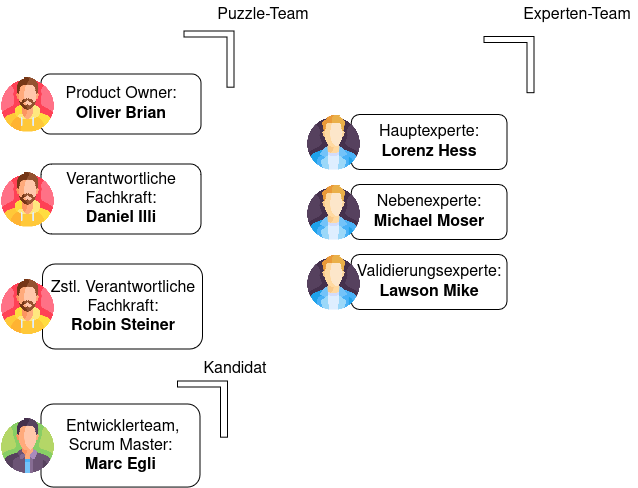 Puzzle-Team
Product Owner:
Oliver Brian
Verantwortliche
Fachkraft:
Daniel Illi
Zstl. Verantwortliche
Fachkraft:
Robin Steiner
Kandidat
Entwicklerteam,
Scrum Master:
Marc Egli
Experten-Team
Hauptexperte:
Lorenz Hess
Nebenexperte:
Michael Moser
Validierungsexperte:
Lawson Mike